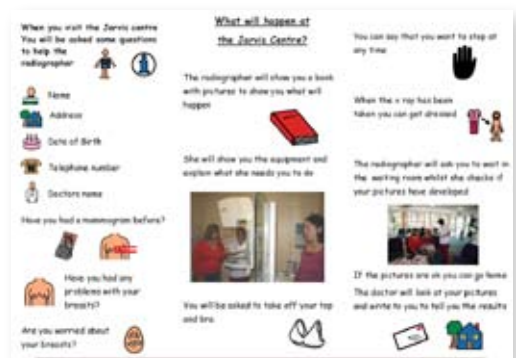 When you visit the Jarvis centre
You will be asked some questions
to help the
radiographer
Name
Address
Date of Birth
Telephone number
Doctors name
Have you had a mammogram before?
Have you had any
problems with your
breasts?
Are you worried about
your breasts?
What will happen at
the Jarvis Centre?
The radiographer will show you a book
with pictures to show you what will
happen
She will show you the equipment and
explain what she needs you to do
You will be asked to take off your top
and bra.
You can say that you want to stop at
any time
When the x ray has been
taken you can get dressed
The radiographer will ask you to wait in
the waiting room whilst she checks if
your pictures have developed
If the pictures are ok you can go home
The doctor will look at your pictures
and write to you to tell you the results